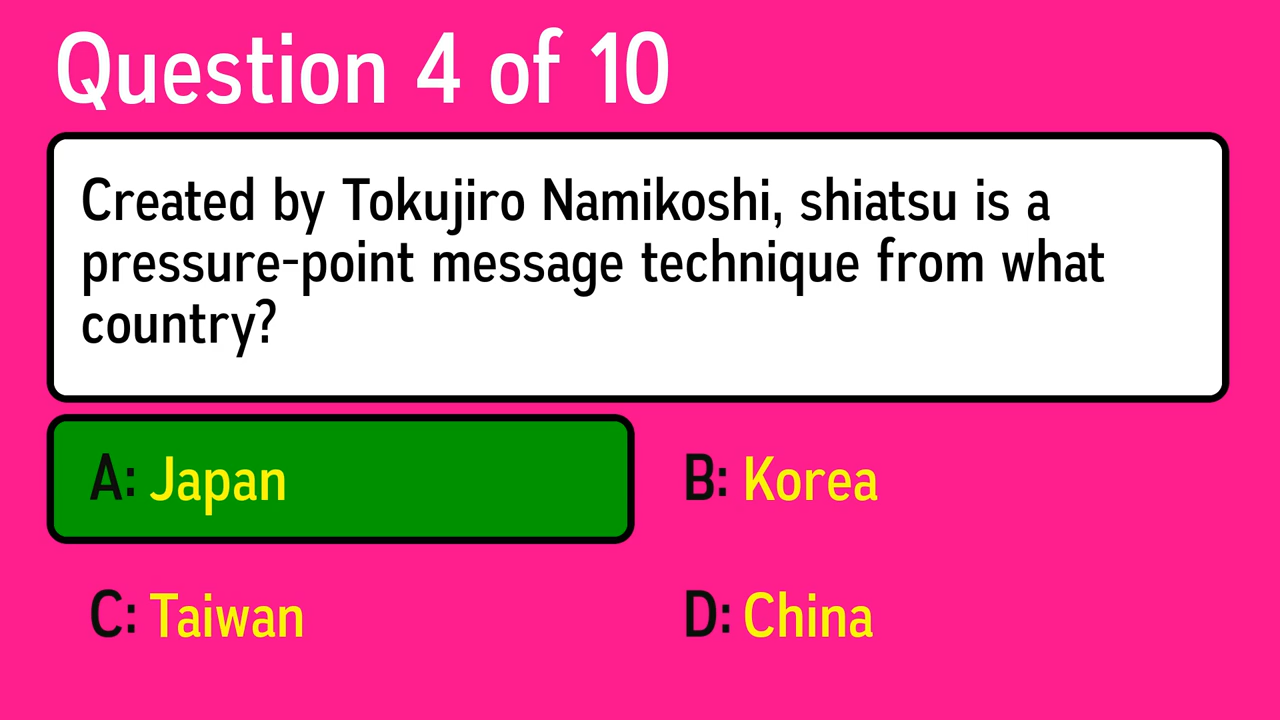 Question 4 of 10
Created by Tokujiro Namikoshi, shiatsu is a
pressure-point message technique from what
country?
A: Japan
B: Korea
C: Taiwan
D: China